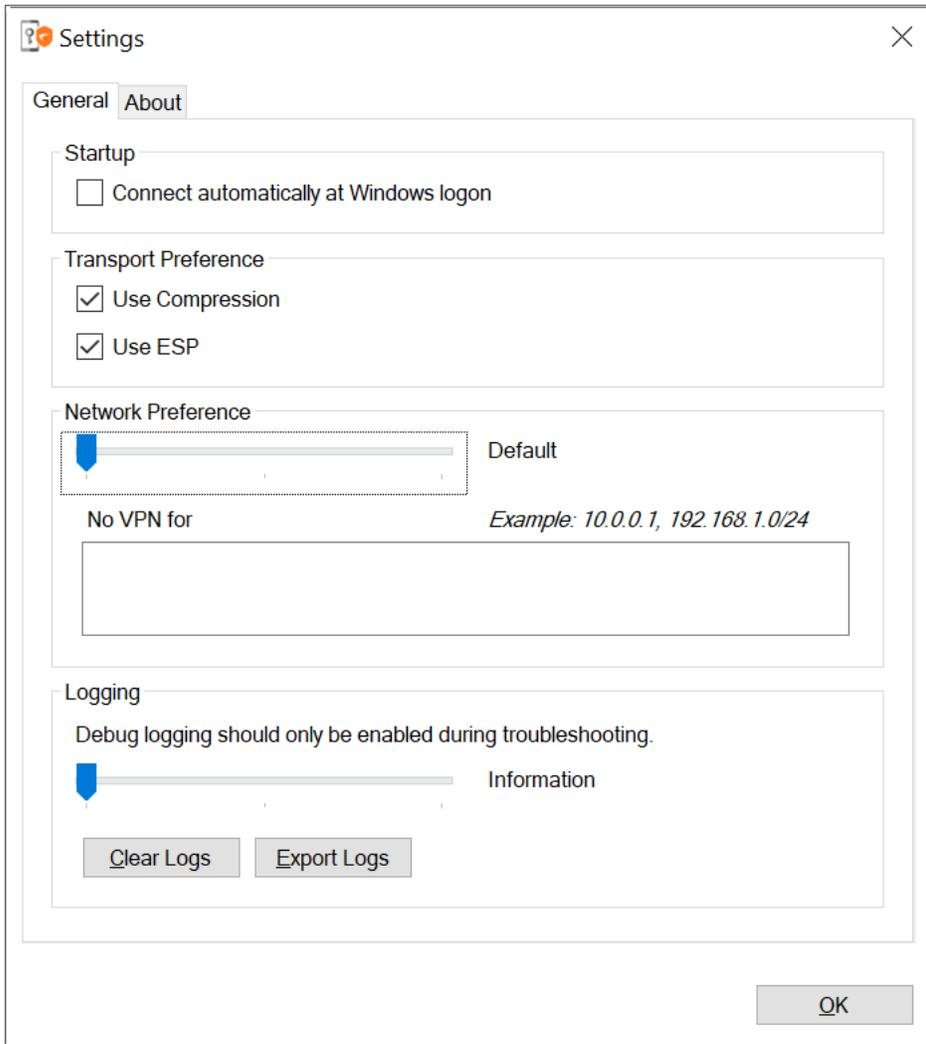 Settings
General About
Startup
Connect automatically at Windows logon
Transport Preference
Use Compression
Use ESP
Network Preference
Default
No VPN for Example: 10.0.0.1, 192.168.1.0/24
Logging
Debug logging should only be enabled during troubleshooting.
Information
Clear Logs Export Logs
OK